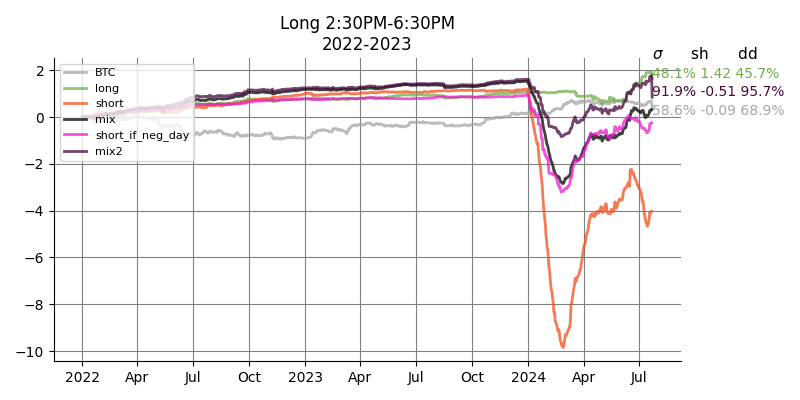 Long 2:30PM-6:30PM
2022-2023
σ sh dd
48.1% 1.42 45.7%
91.9% -0.51 95.7%
58.6% -0.09 68.9%
BTC
long
short
mix
short_if_neg_day
mix2
2
0
−2
−4
−6
−8
−10
2022 Apr Jul Oct 2023 Apr Jul Oct 2024 Apr Jul